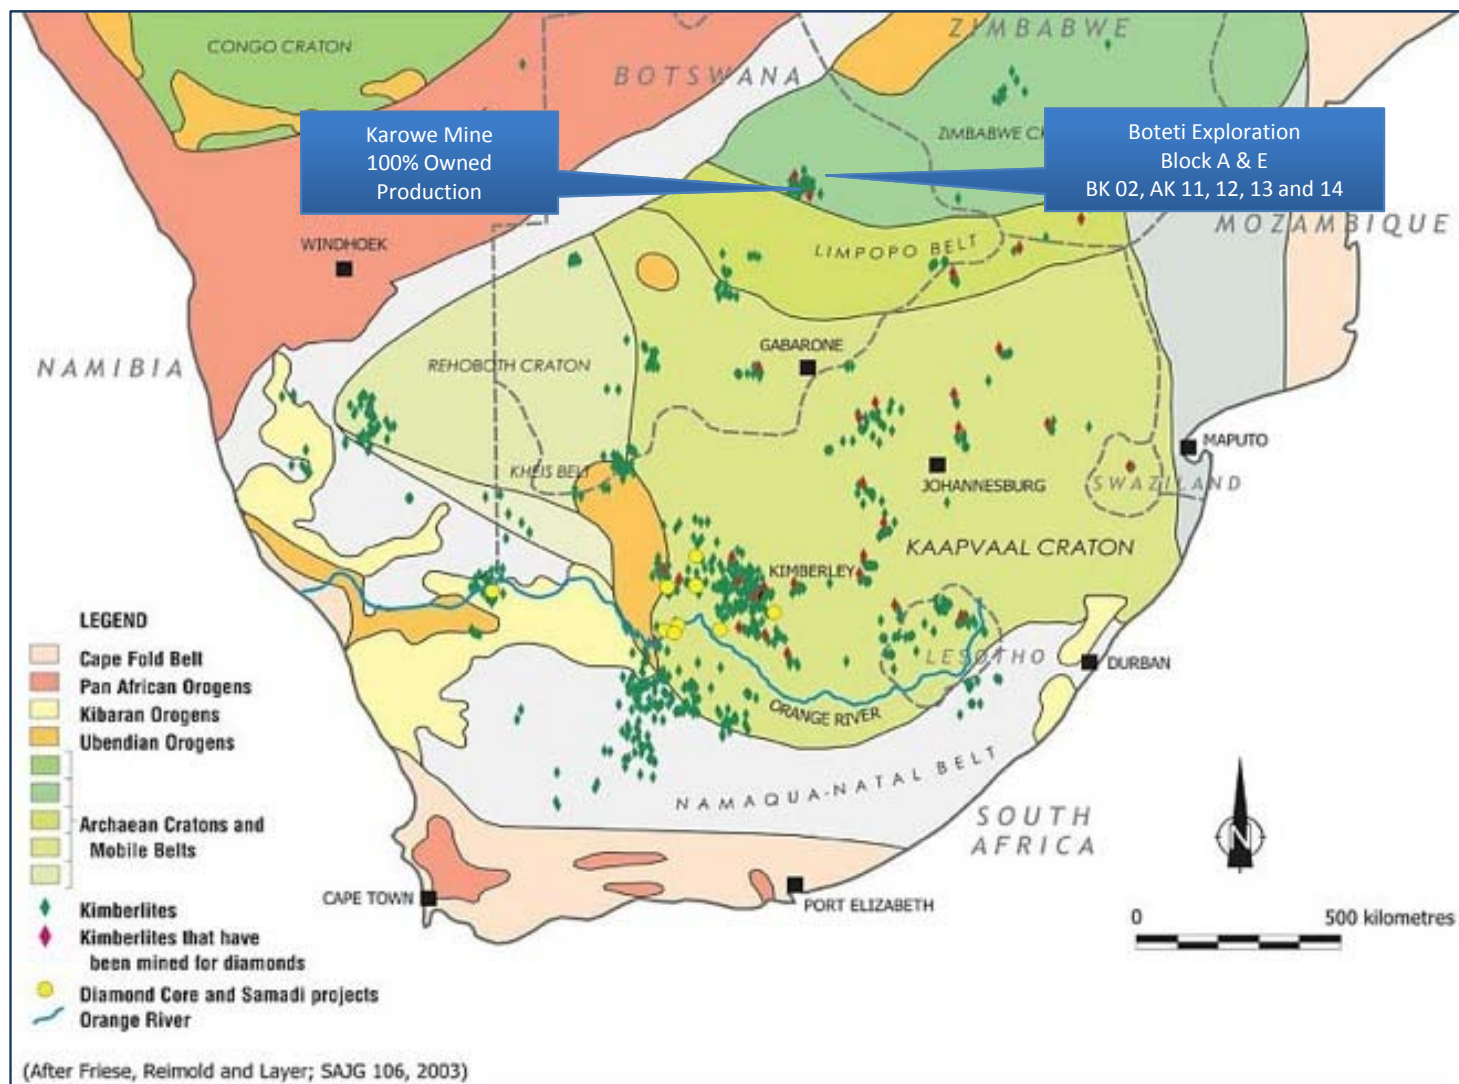 CONGO CRATON
ZIMBABWE
BOTSWANA
Karowe Mine
100% Owned
Production
ZIMBABWE C
Boteti Exploration
Block A & E
BK 02, AK 11, 12, 13 and 14
MOZAMBIQUE
WINDHOEK
LIMPOPO BELT
GABARONE
NAMIBIA
REHOBOTH CRATON
MAPUTO
KHEIS BELT
JOHANNESBURG
SWAZILAND
KAAPVAAL CRATON
KIMBERLEY
LESOTHO
DURBAN
ORANGE RIVER
NAMAQUA-NATAL BELT
SOUTH
AFRICA
N
CAPE TOWN
PORT ELIZABETH
0 500 kilometres
LEGEND
Cape Fold Belt
Pan African Orogens
Kibaran Orogens
Ubendian Orogens
Archaean Cratons and
Mobile Belts
Kimberlites
Kimberlites that have
been mined for diamonds
Diamond Core and Samadi projects
Orange River
(After Friese, Reimold and Layer; SAJG 106, 2003)